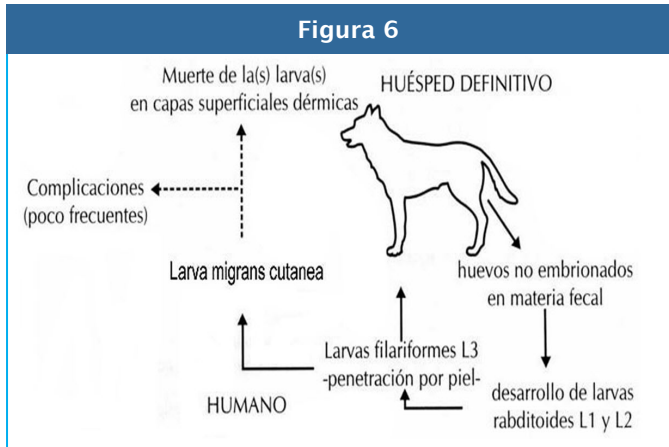 Figura 6
Muerte de la(s) larva(s)
en capas superficiales dérmicas
HUÉSPED DEFINITIVO
Complicaciones
(poco frecuentes)
Larva migrans cutanea
huevos no embrionados
en materia fecal
Larvas filariformes L3
-penetración por piel-
HUMANO
desarrollo de larvas
rabditoides L1 y L2